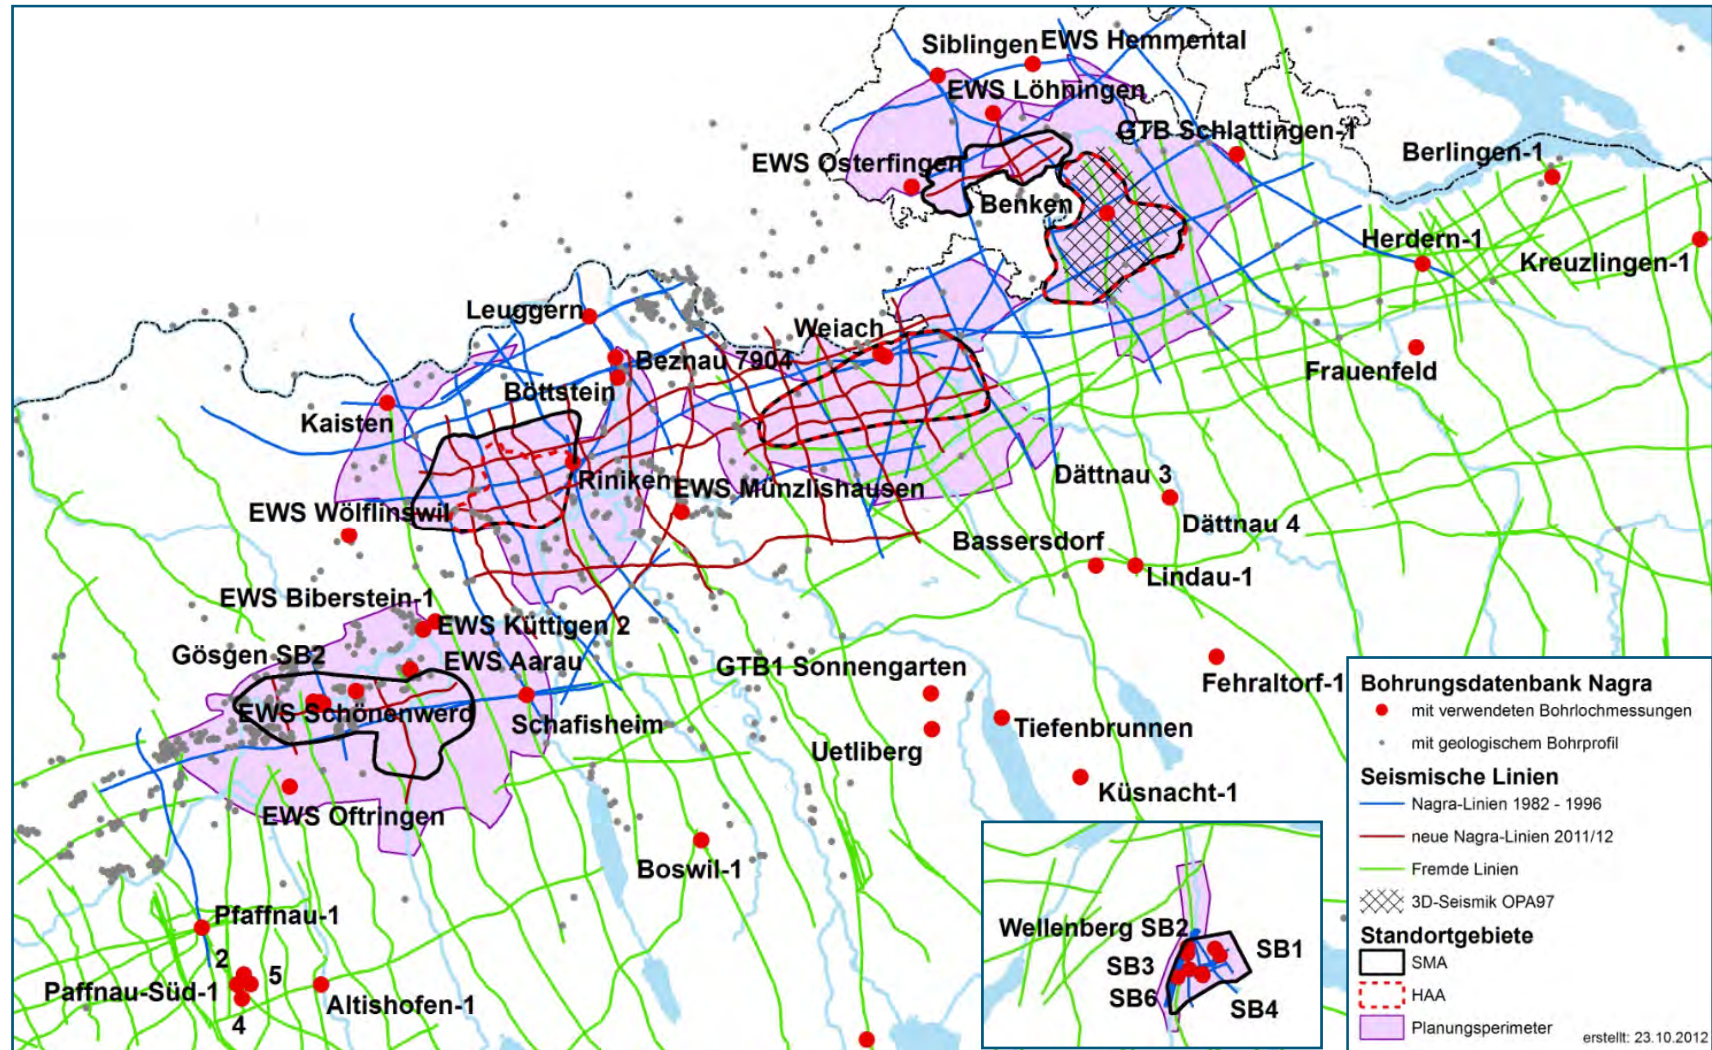 Siblingen
EWS Hemmental
EWS Löhningen
GTB Schlattingen-1
Berlingen-1
EWS Osterfingen
Benken
Herdern-1
Kreuzlingen-1
Leuggern
Weiach
Beznau 7904
Frauenfeld
Böttstein
Kaisten
Riniken
EWS Münzlishausen
Dättnau 3
EWS Wölflinswil
Dättnau 4
Bassersdorf
Lindau-1
EWS Biberstein-1
EWS Küttigen 2
Gösgen SB2
EWS Aarau
GTB1 Sonnengarten
Fehraltorf-1
EWS Schönenwerd
Schafisheim
Tiefenbrunnen
Uetliberg
Küsnacht-1
EWS Oftringen
Boswil-1
Pfaffnau-1
2
5
Paffnau-Süd-1
4
Altishofen-1
Wellenberg SB2
SB1
SB3
SB6
SB4
Bohrungsdatenbank Nagra
mit verwendeten Bohrlochmessungen
mit geologischem Bohrprofil
Seismische Linien
Nagra-Linien 1982 - 1996
neue Nagra-Linien 2011/12
Fremde Linien
3D-Seismik OPA97
Standortgebiete
SMA
HAA
Planungsperimeter
erstellt: 23.10.2012